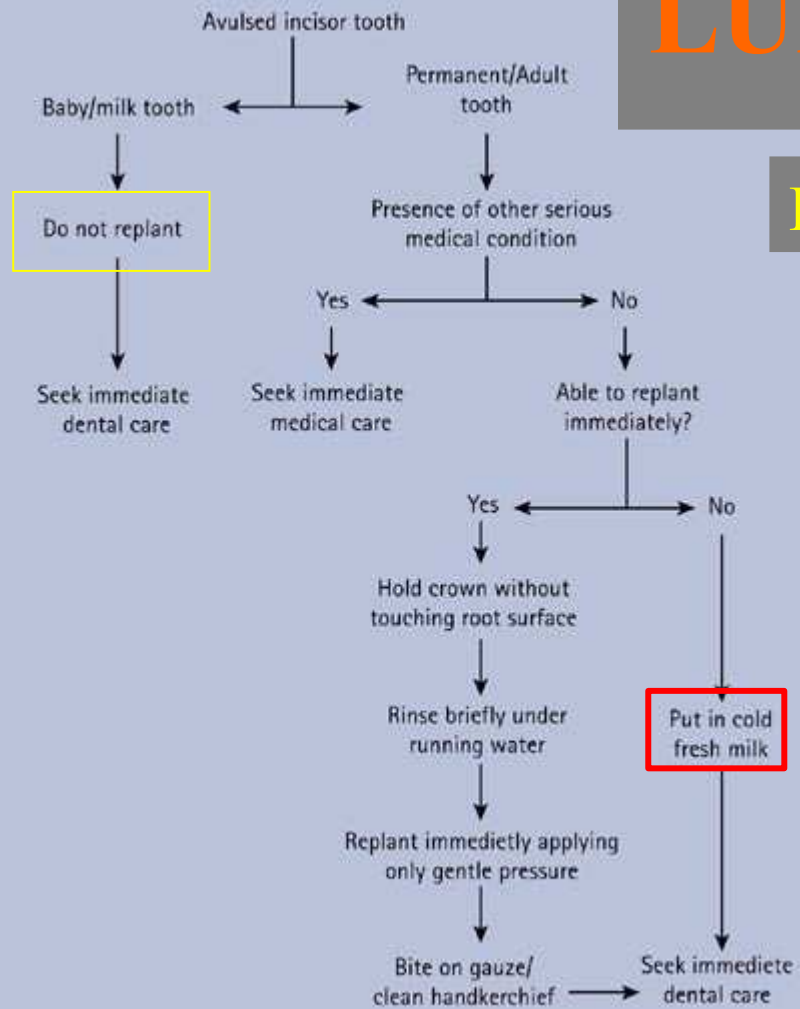 Avulsed incisor tooth
Baby/milk tooth
Permanent/Adult
tooth
Do not replant
Presence of other serious
medical condition
Yes
No
Seek immediate
dental care
Seek immediate
medical care
Able to replant
immediately?
Yes
No
Hold crown without
touching root surface
Rinse briefly under
running water
Put in cold
fresh milk
Replant immedietly applying
only gentle pressure
Bite on gauze/
clean handkerchief
Seek immediete
dental care